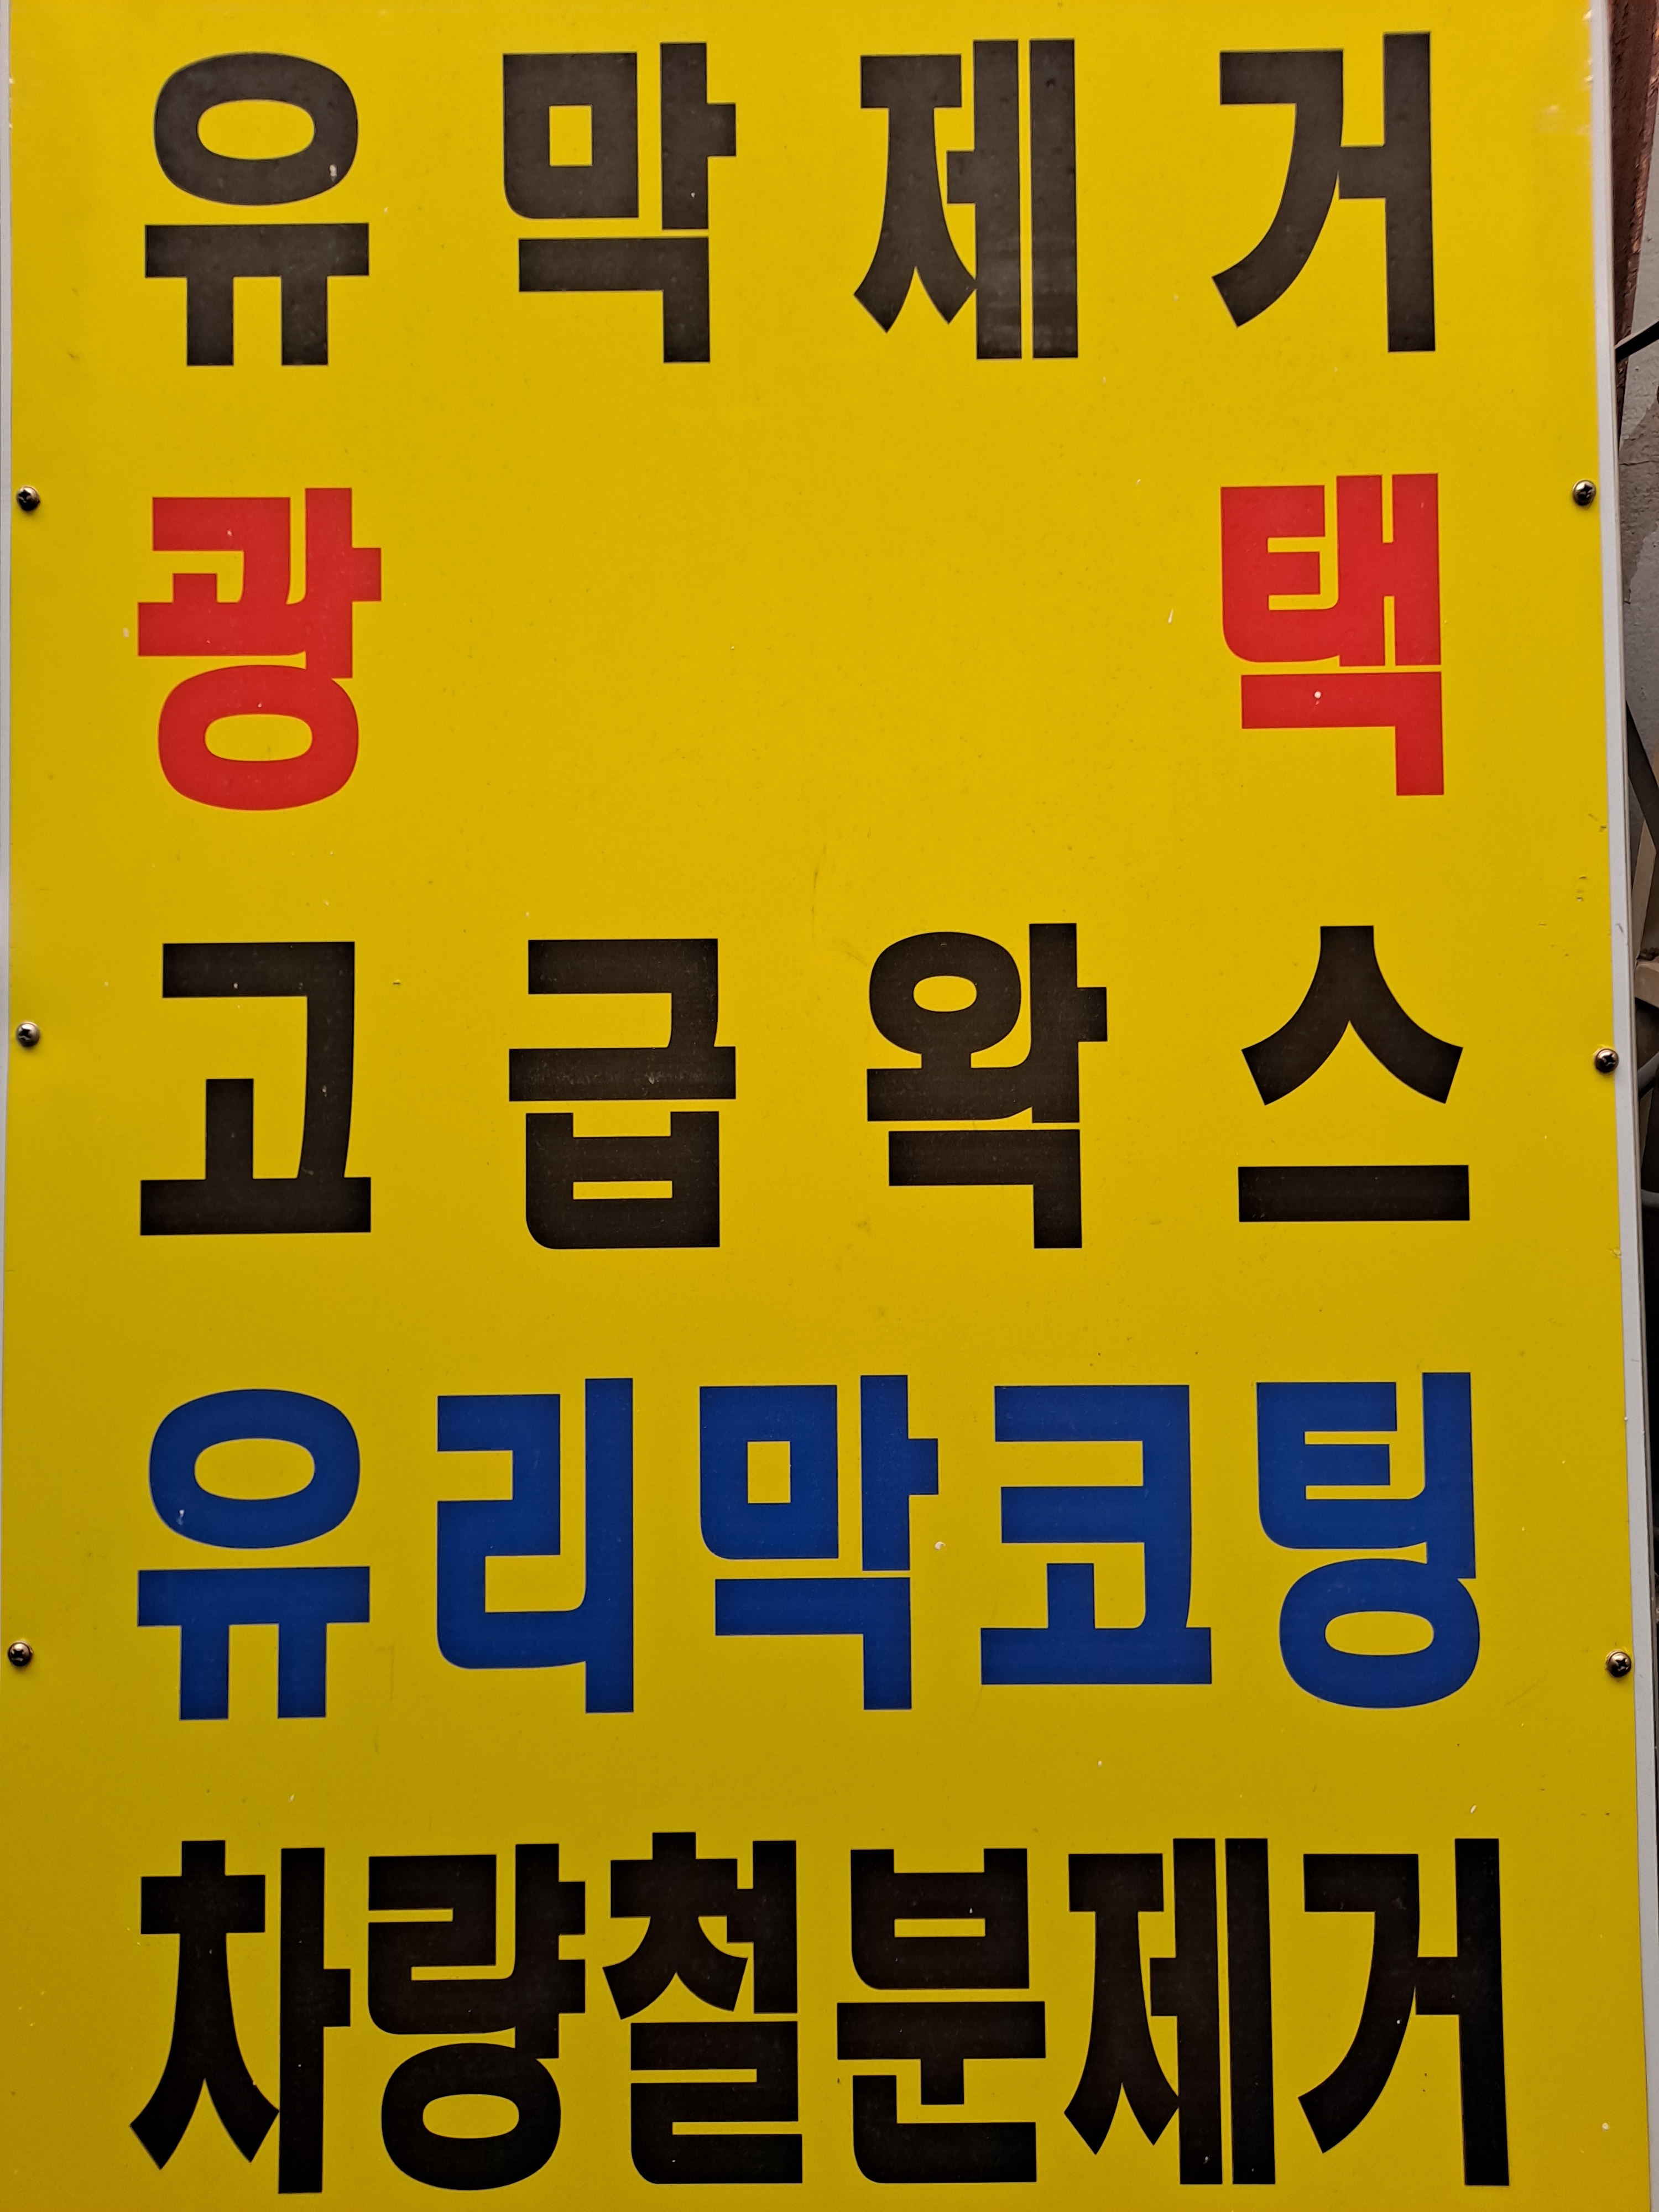 유막제거
광택
고급왁스
유리막코팅
차량철분제거